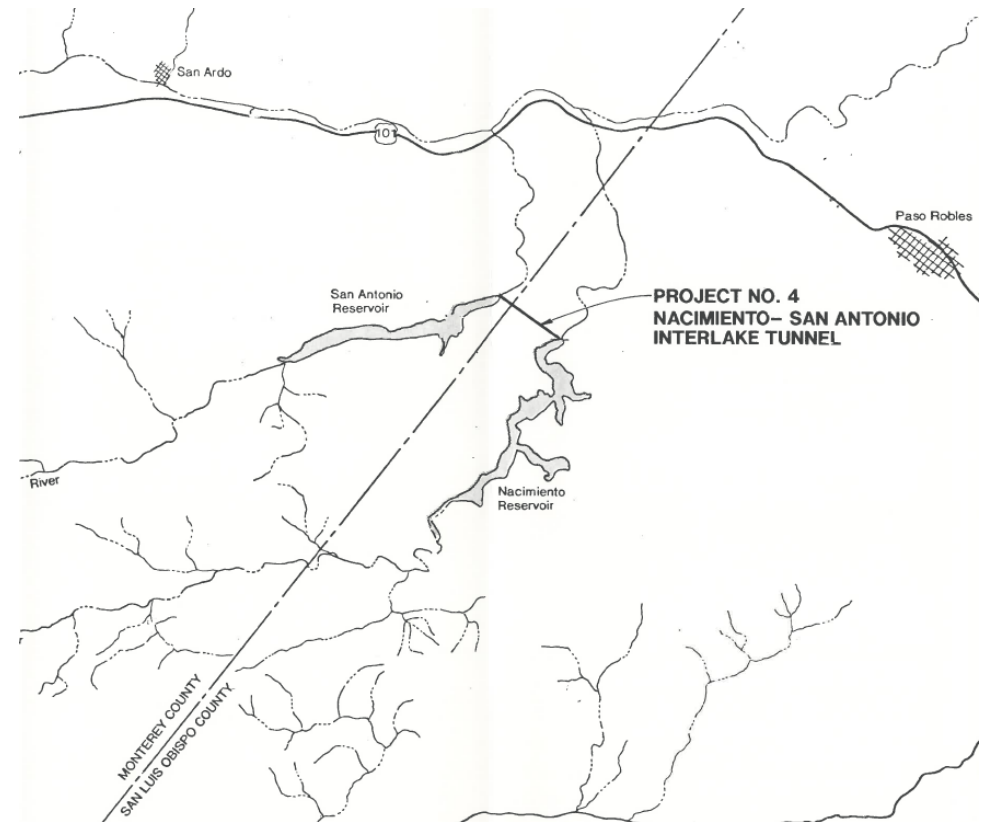 San Ardo
101
Paso Robles
San Antonio
Reservoir
PROJECT NO. 4
NACIMIENTO– SAN ANTONIO
INTERLAKE TUNNEL
River
Nacimiento
Reservoir
MONTEREY COUNTY
SAN LUIS OBISPO COUNTY